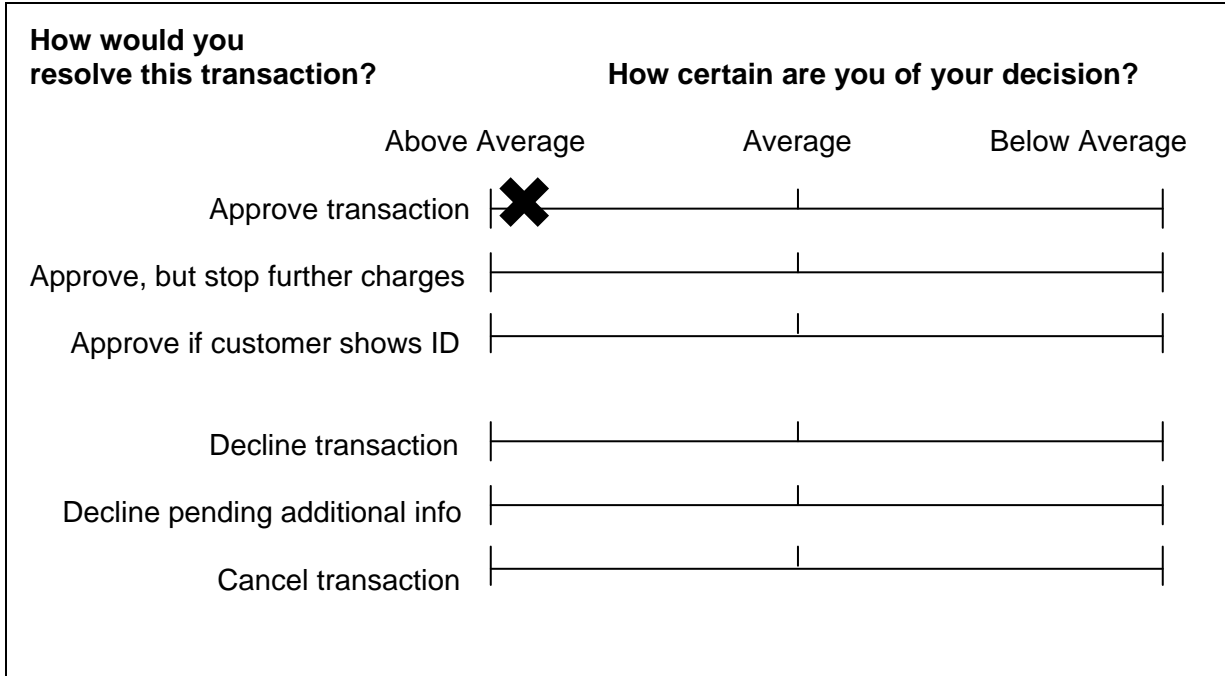 How would you
resolve this transaction?
How certain are you of your decision?
Above Average Average Below Average
Approve transaction
Approve, but stop further charges
Approve if customer shows ID
Decline transaction
Decline pending additional info
Cancel transaction